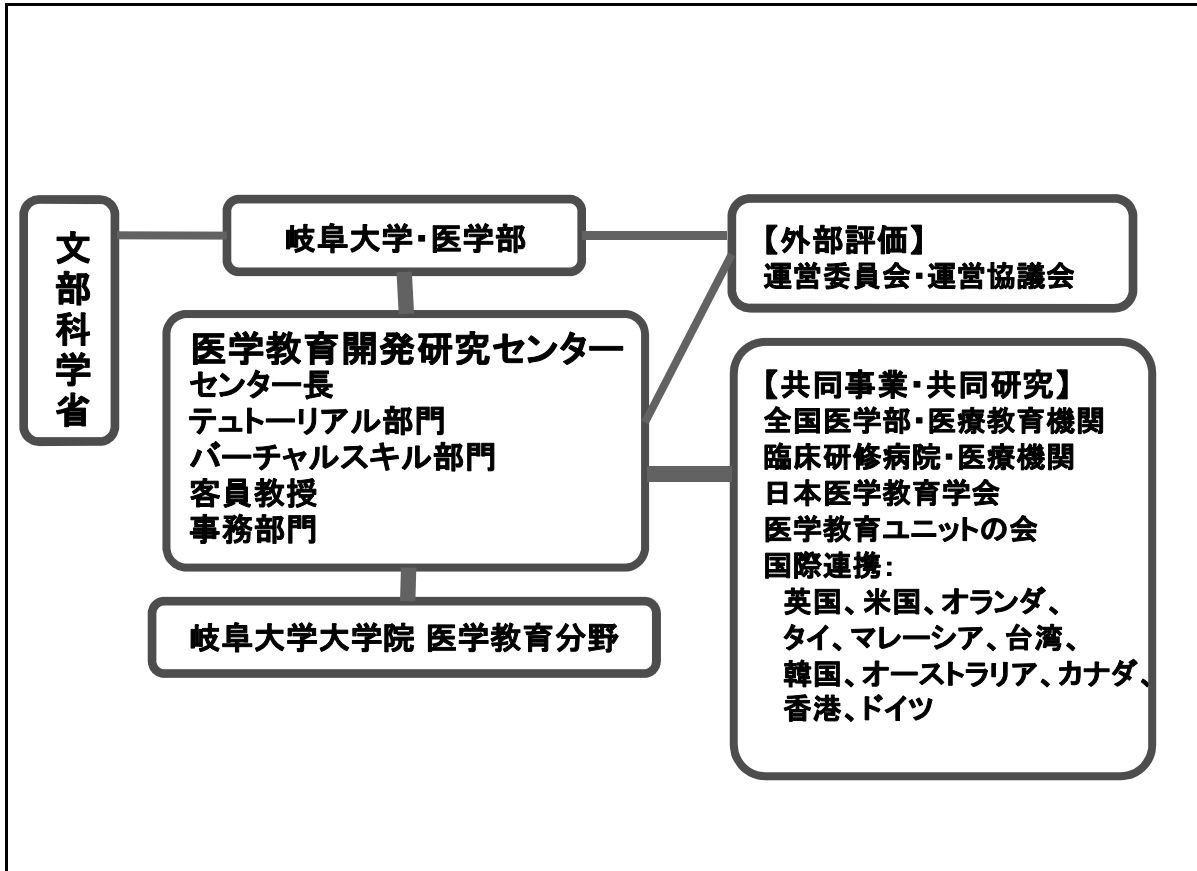 文部科学省
岐阜大学・医学部
医学教育開発研究センター
センター長
テュトーリアル部門
バーチャルスキル部門
客員教授
事務部門
岐阜大学大学院 医学教育分野
【外部評価】
運営委員会・運営協議会
【共同事業・共同研究】
全国医学部・医療教育機関
臨床研修病院・医療機関
日本医学教育学会
医学教育ユニットの会
国際連携：
英国、米国、オランダ、
タイ、マレーシア、台湾、
韓国、オーストラリア、カナダ、
香港、ドイツ